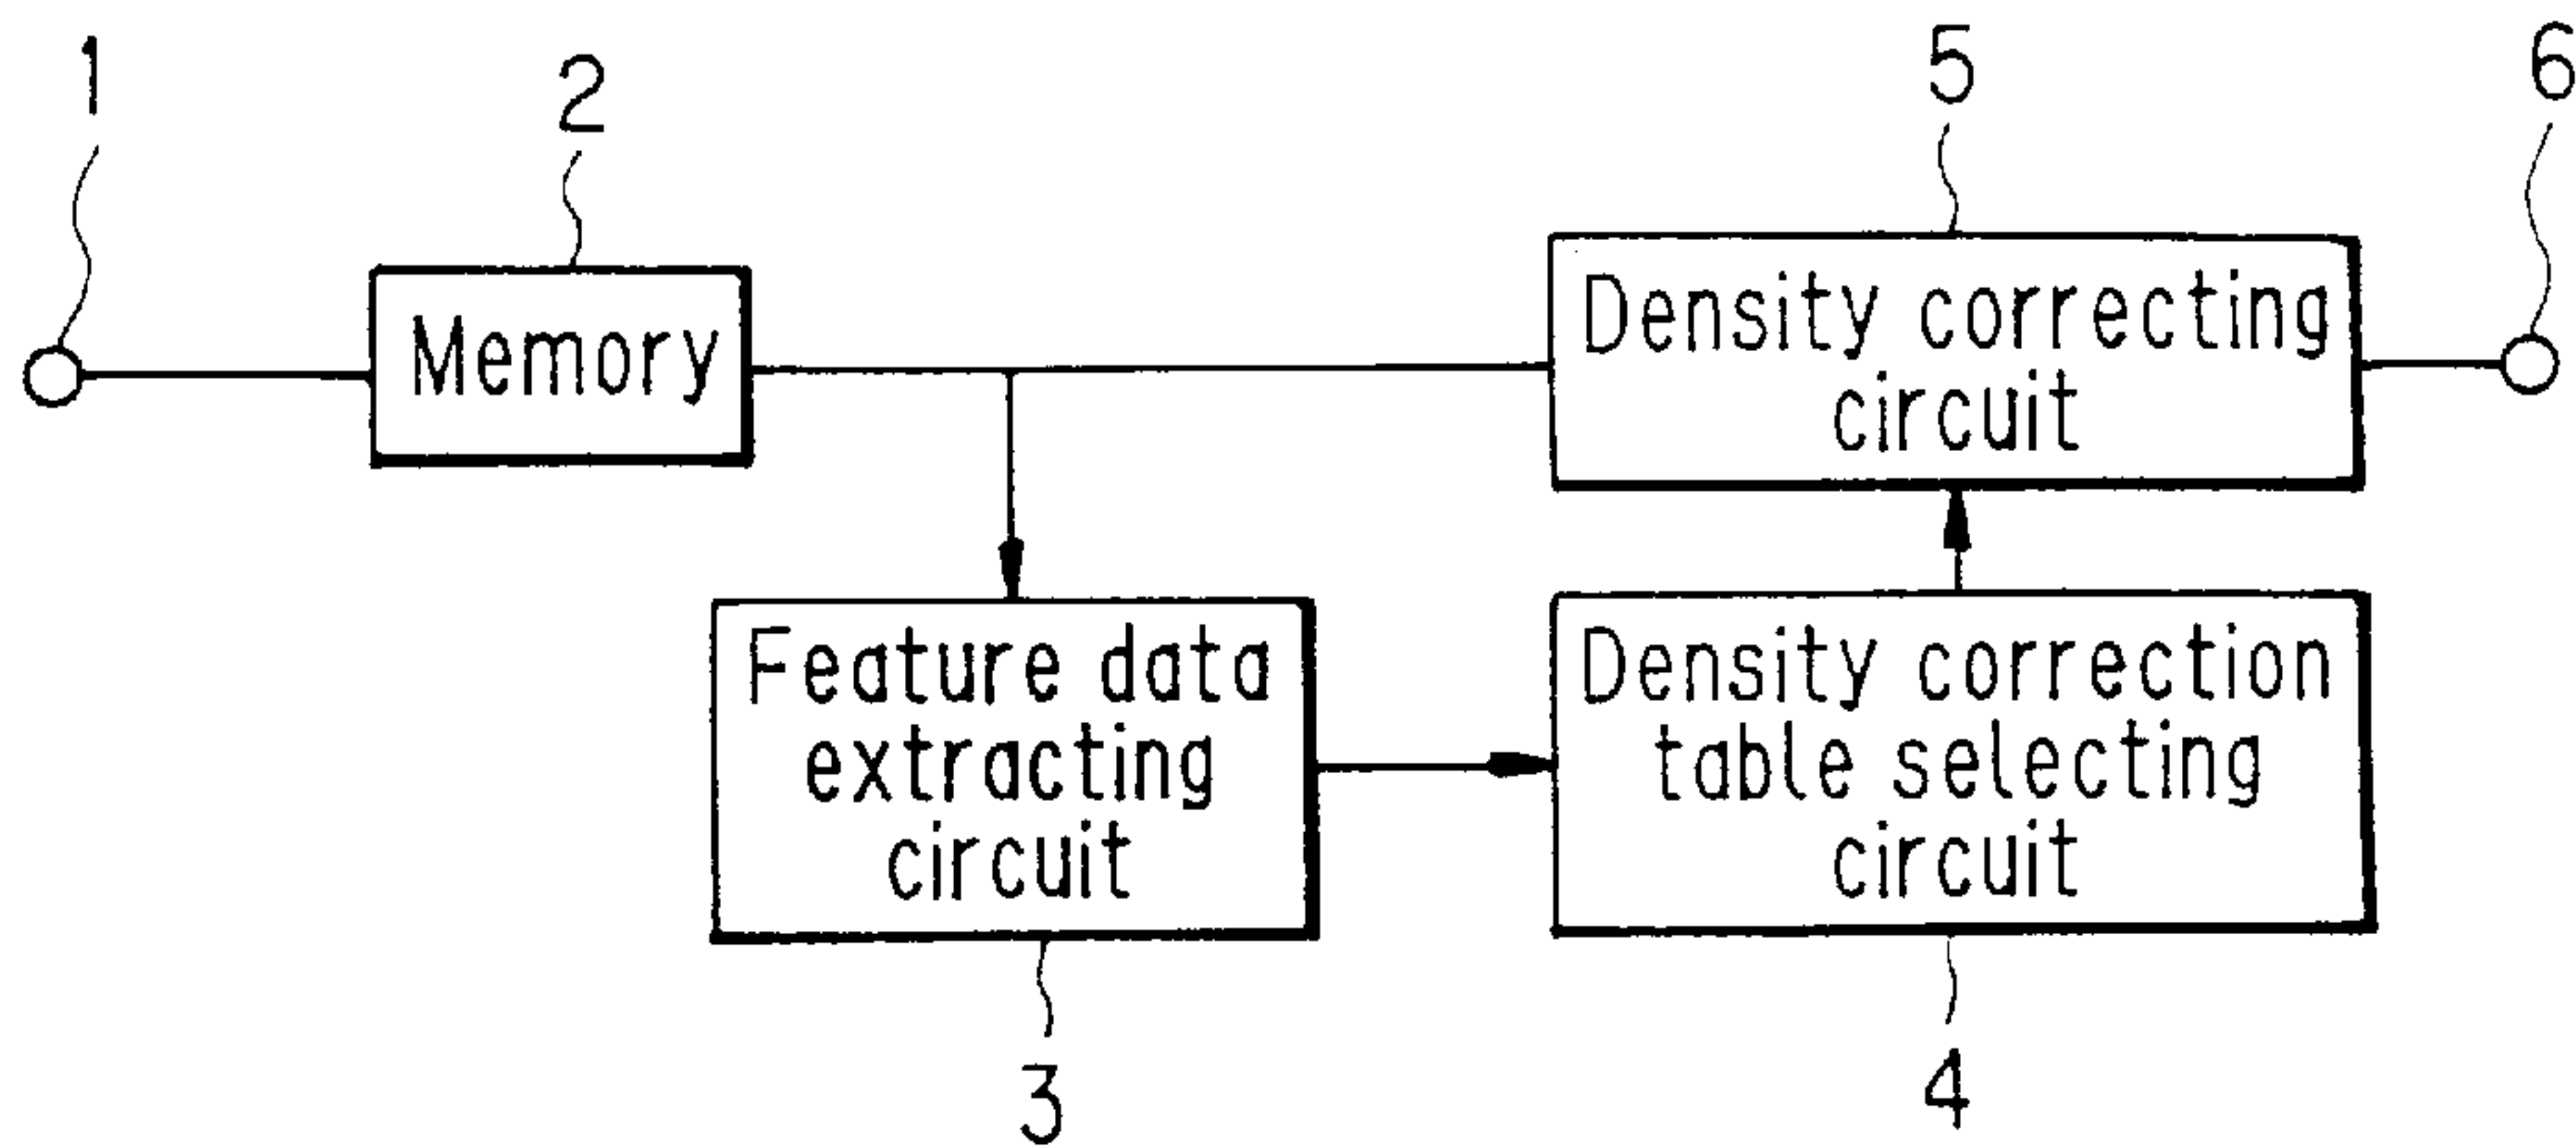 1
2
5
6
Memory
Density correcting
circuit
Feature data
extracting
circuit
Density correction
table selecting
circuit
3
4